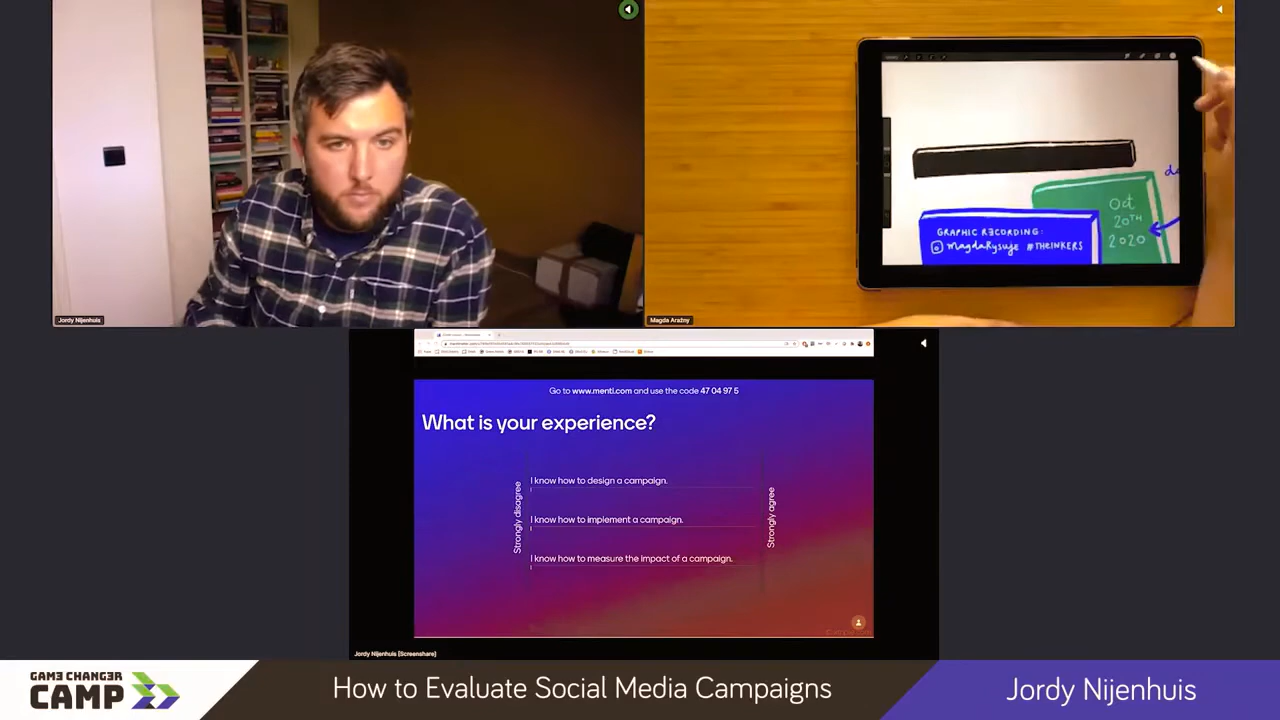 Jordy Nijenhuis
Oct
20TH
2020
GRAPHIC RECORDING:
@magdarysuje #THEINKERS
Magda Arażny
Go to www.menti.com and use the code 47 04 97 5
What is your experience?
Strongly disagree
I know how to design a campaign.
I know how to implement a campaign.
I know how to measure the impact of a campaign.
Strongly agree
Jordy Nijenhuis [Screenshare]
GAME CHANGER
CAMP
How to Evaluate Social Media Campaigns
Jordy Nijenhuis